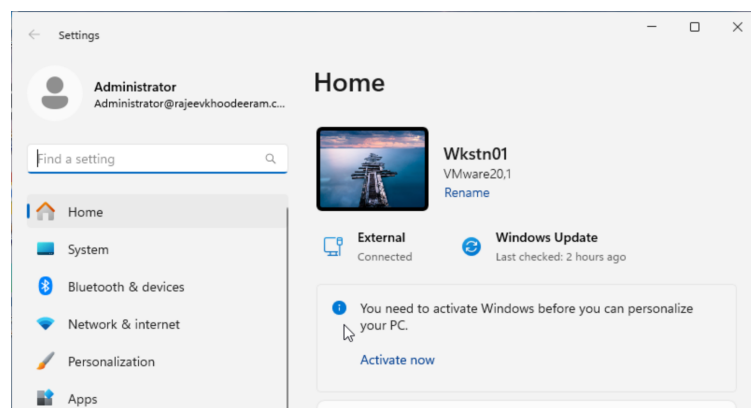 Settings
Administrator
Administrator@rajeevkhoodeeram.c...
Find a setting
Home
System
Bluetooth & devices
Network & internet
Personalization
Apps
Home
Wkstn01
VMware20,1
Rename
External
Connected
Windows Update
Last checked: 2 hours ago
You need to activate Windows before you can personalize
your PC.
Activate now